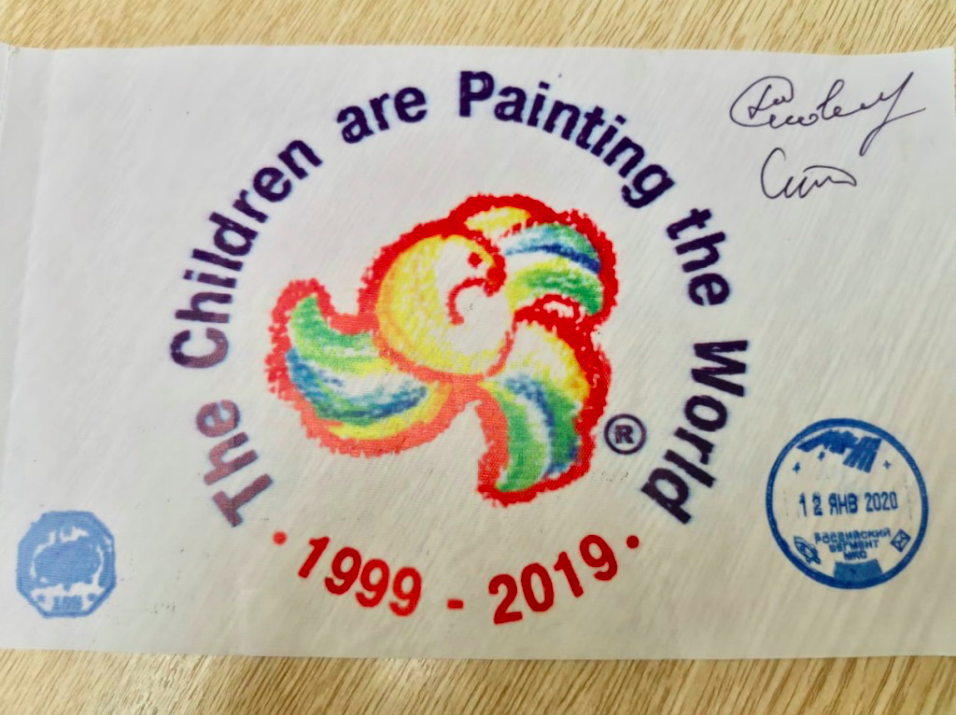 The Children are Painting the World
®
· 1999 - 2019 ·
12 ЯНВ 2020
РОССИЙСКИЙ
СЕГМЕНТ
МКС